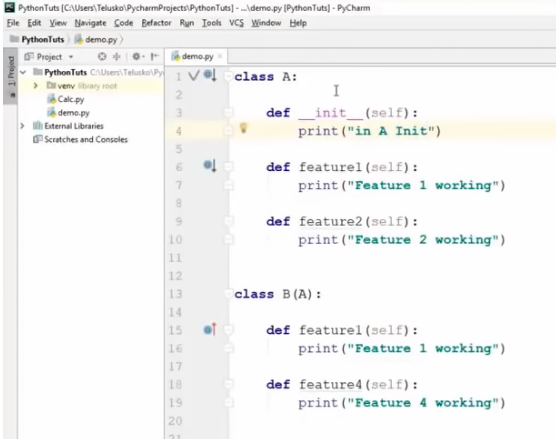 PythonTuts [C:\Users\Telusko\PycharmProjects\PythonTuts] - ...\demo.py [PythonTuts] - PyCharm
File Edit View Navigate Code Refactor Run Tools VCS Window Help
PythonTuts demo.py
Project
demo.py
1: Project
PythonTuts C:\Users\Telusko\Py
venv library root
Calc.py
demo.py
External Libraries
Scratches and Consoles
1 class A:
2
3 def __init__(self):
4 print("in A Init")
5
6 def feature1(self):
7 print("Feature 1 working")
8
9 def feature2(self):
10 print("Feature 2 working")
11
12
13 class B(A):
14
15 def feature1(self):
16 print("Feature 1 working")
17
18 def feature4(self):
19 print("Feature 4 working")
20
21